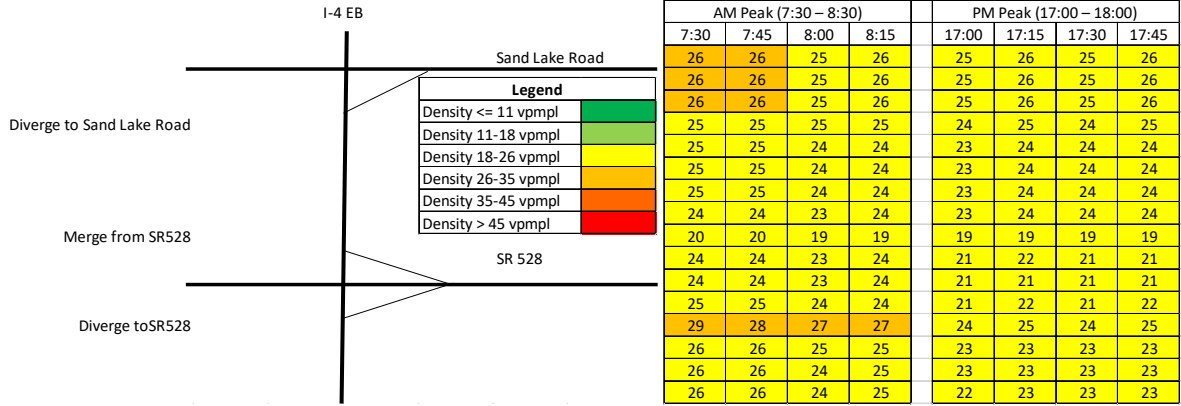 I-4 EB
Sand Lake Road
Diverge to Sand Lake Road
Merge from SR528
SR 528
Diverge toSR528
Legend
Density <= 11 vpmpl
Density 11-18 vpmpl
Density 18-26 vpmpl
Density 26-35 vpmpl
Density 35-45 vpmpl
Density > 45 vpmpl
AM Peak (7:30 – 8:30) PM Peak (17:00 – 18:00)
7:30 7:45 8:00 8:15 17:00 17:15 17:30 17:45
26 26 25 26 25 26 25 26
26 26 25 26 25 26 25 26
26 26 25 26 25 26 25 26
25 25 25 25 24 25 24 25
25 25 24 24 23 24 24 24
25 25 24 24 23 24 24 24
25 25 24 24 23 24 24 24
24 24 23 24 23 24 24 24
20 20 19 19 19 19 19 19
24 24 23 24 21 22 21 21
24 24 23 24 21 21 21 21
25 25 24 24 21 22 21 22
29 28 27 27 24 25 24 25
26 26 25 25 23 23 23 23
26 26 24 25 23 23 23 23
26 26 24 25 22 23 23 23